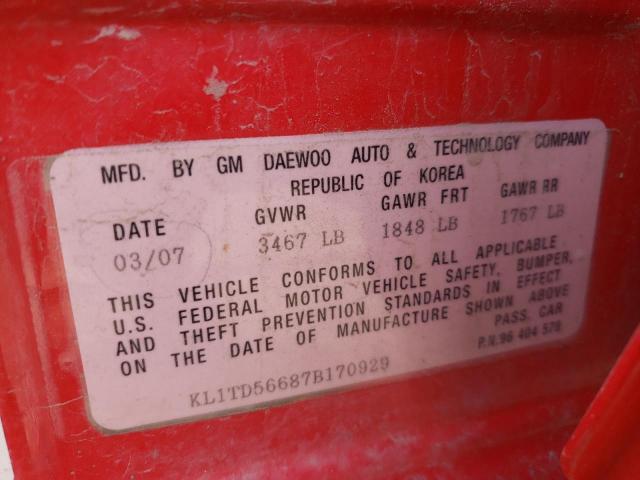 MFD. BY GM DAEWOO AUTO & TECHNOLOGY COMPANY
REPUBLIC OF KOREA
DATE GVWR GAWR FRT GAWR RR
03/07 3467 LB 1848 LB 1767 LB
THIS VEHICLE CONFORMS TO ALL APPLICABLE
U.S. FEDERAL MOTOR VEHICLE SAFETY, BUMPER,
AND THEFT PREVENTION STANDARDS IN EFFECT
ON THE DATE OF MANUFACTURE SHOWN ABOVE
PASS. CAR
KL1TD56687B170929 P.N.96 404 578